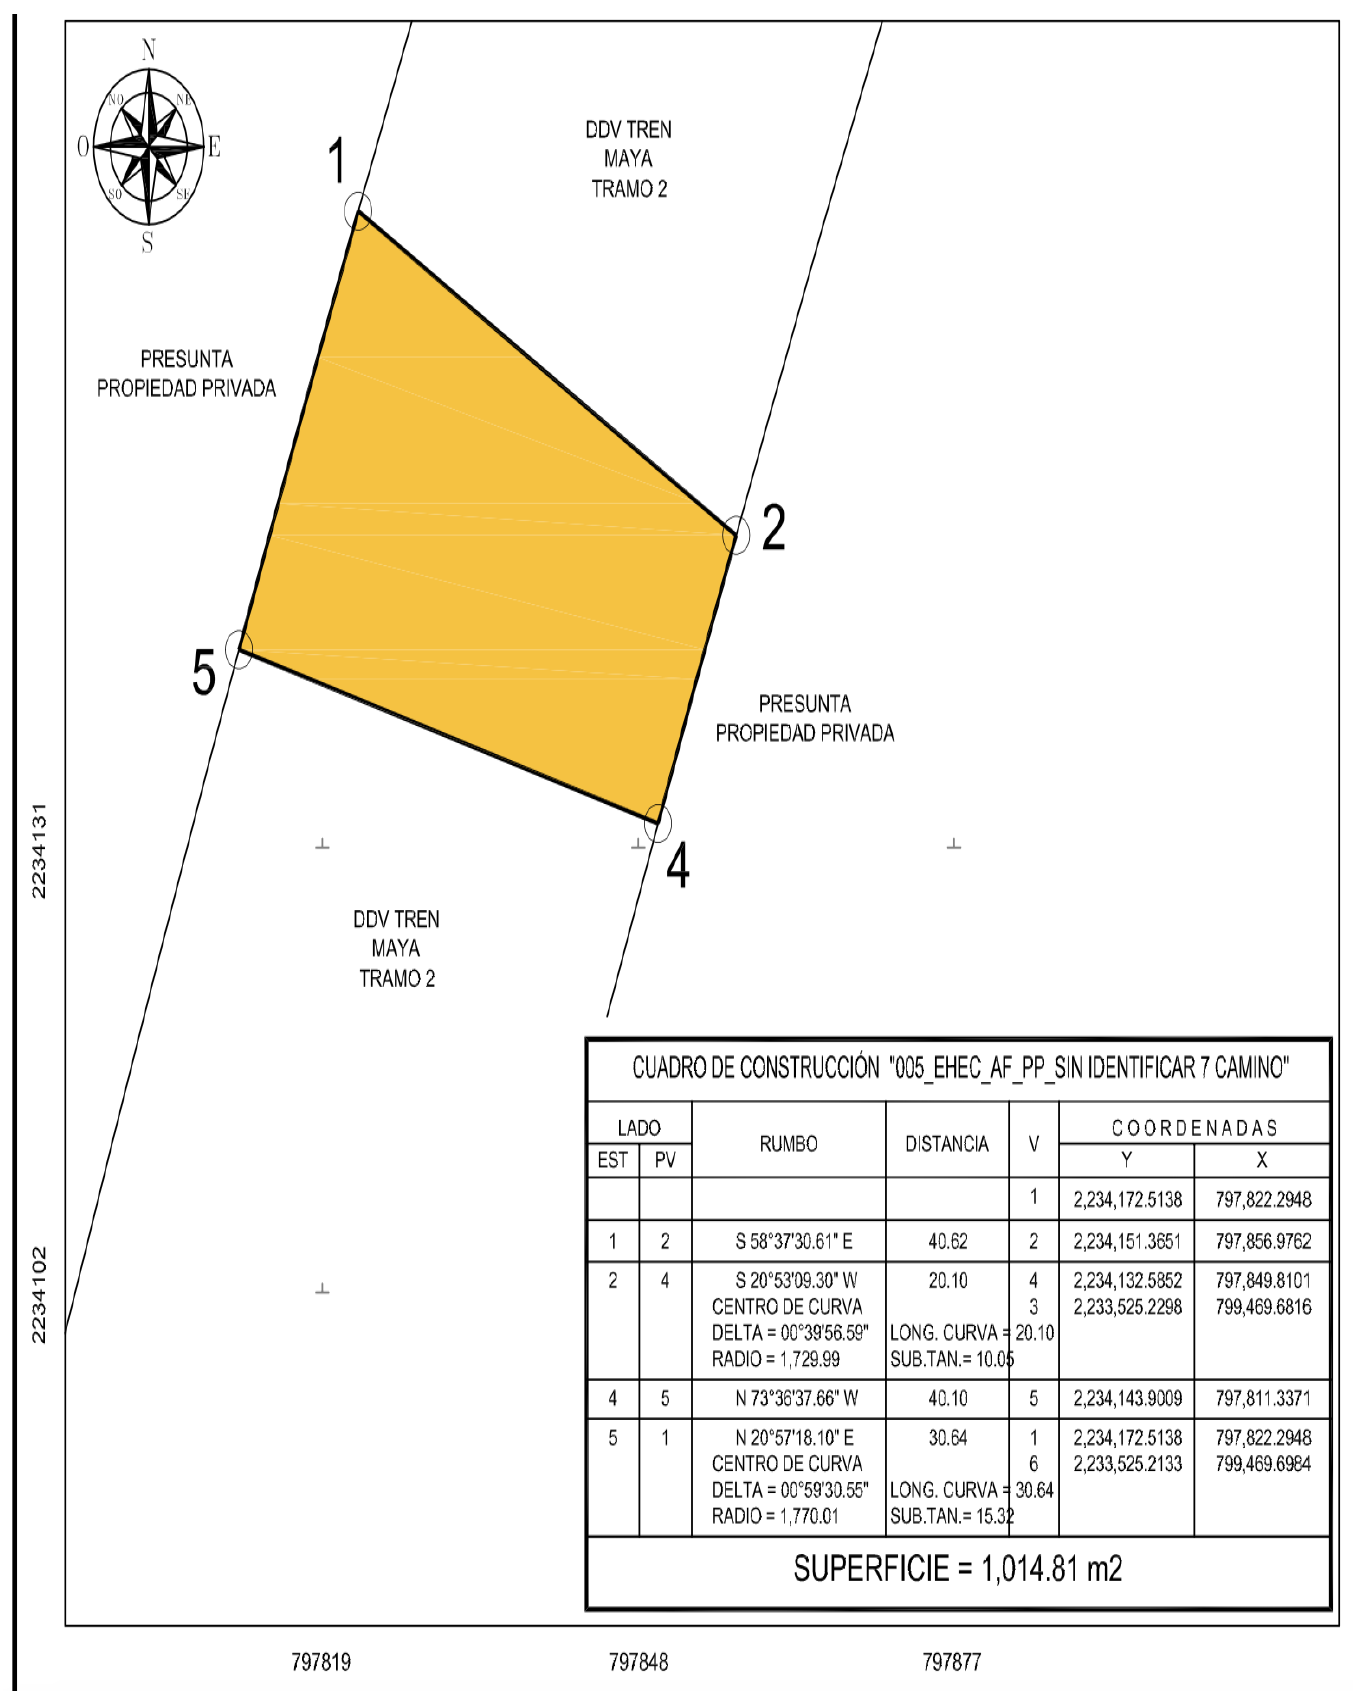 N
NO
NE
O
E
SO
SE
S
1
DDV TREN
MAYA
TRAMO 2
PRESUNTA
PROPIEDAD PRIVADA
2
5
PRESUNTA
PROPIEDAD PRIVADA
4
2234131
DDV TREN
MAYA
TRAMO 2
2234102
CUADRO DE CONSTRUCCIÓN "005_EHEC_AF_PP_SIN IDENTIFICAR 7 CAMINO"
LADO RUMBO DISTANCIA V COORDENADAS
EST PV Y X
1 2,234,172.5138 797,822.2948
1 2 S 58°37'30.61" E 40.62 2 2,234,151.3651 797,856.9762
2 4 S 20°53'09.30" W 20.10 4 2,234,132.5852 797,849.8101
CENTRO DE CURVA 3 2,233,525.2298 799,469.6816
DELTA = 00°39'56.59" LONG. CURVA = 20.10
RADIO = 1,729.99 SUB.TAN.= 10.05
4 5 N 73°36'37.66" W 40.10 5 2,234,143.9009 797,811.3371
5 1 N 20°57'18.10" E 30.64 1 2,234,172.5138 797,822.2948
CENTRO DE CURVA 6 2,233,525.2133 799,469.6984
DELTA = 00°59'30.55" LONG. CURVA = 30.64
RADIO = 1,770.01 SUB.TAN.= 15.32
SUPERFICIE = 1,014.81 m2
797819 797848 797877